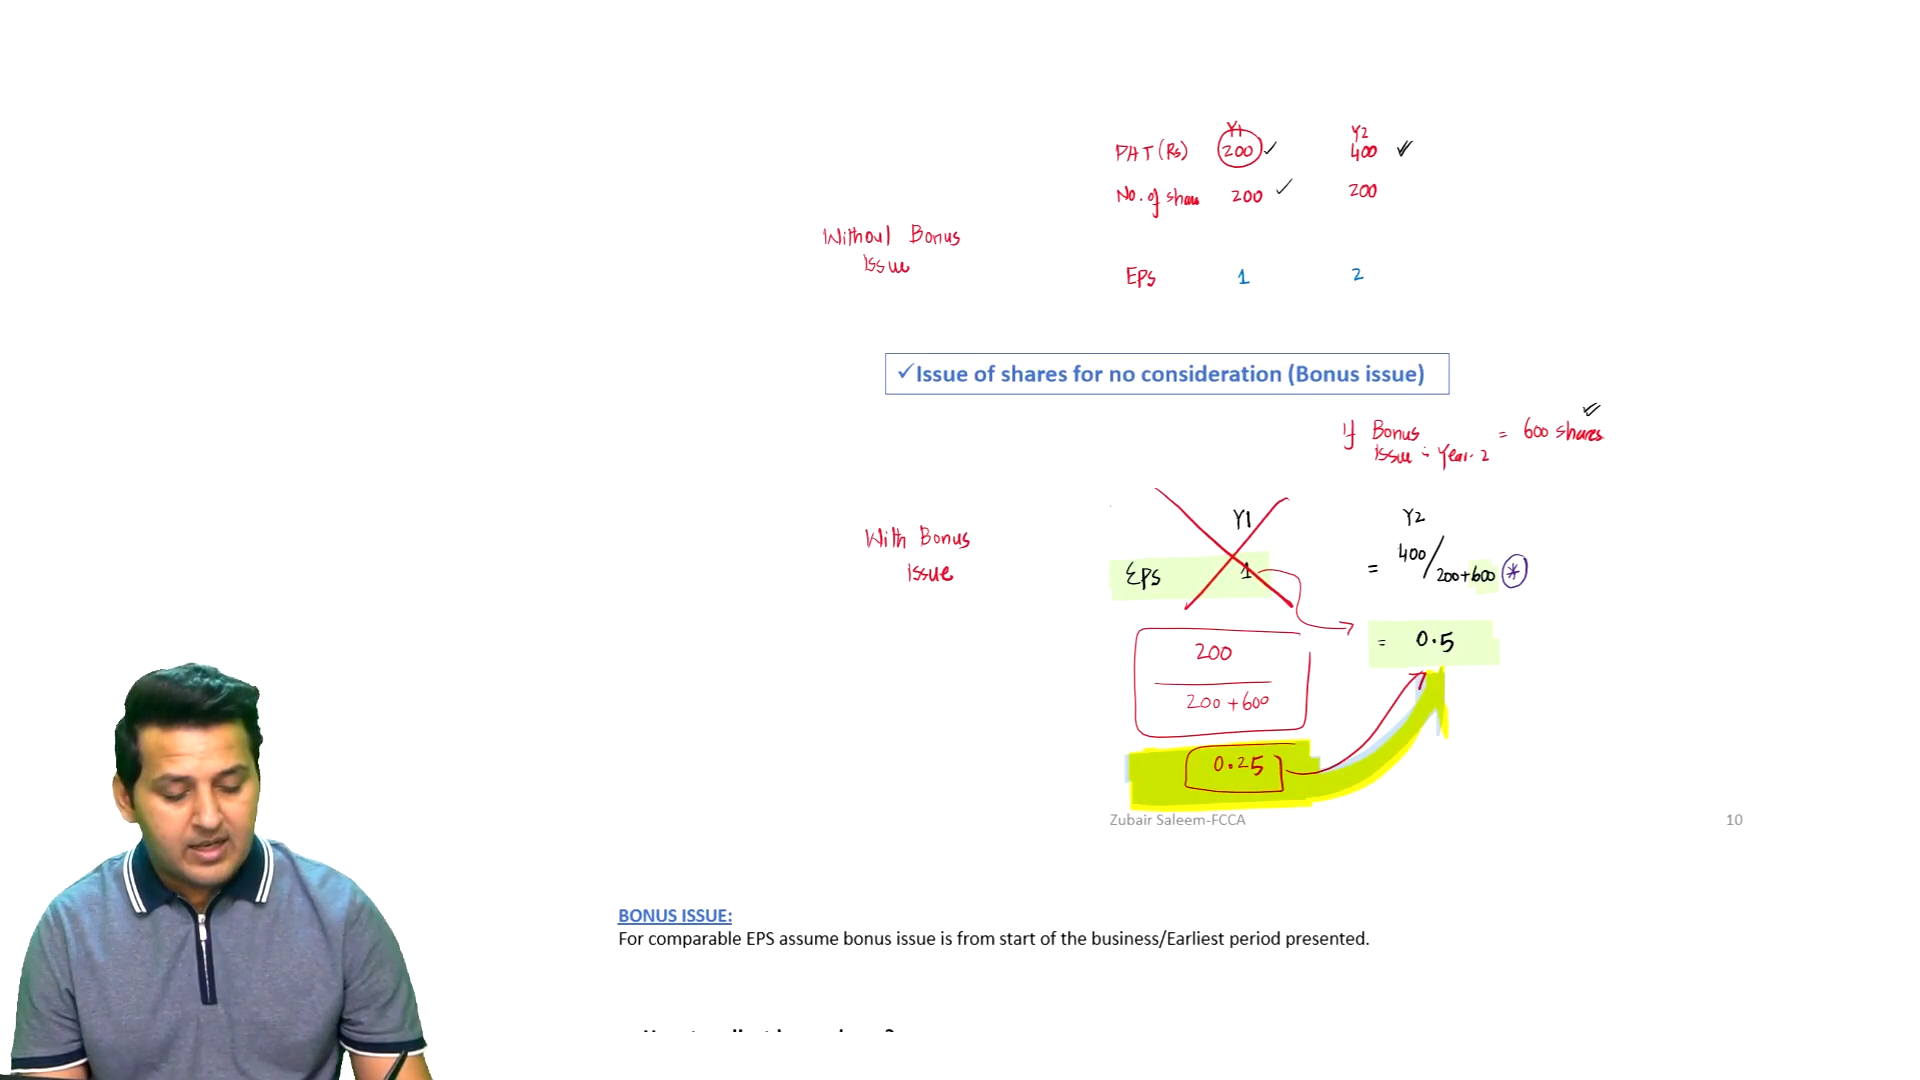 Y1 Y2
PAT (Rs) 200 ✓ 400 ✓
No. of share 200 ✓ 200
Without Bonus
Issue
EPS 1 2
✓Issue of shares for no consideration (Bonus issue)
If Bonus = 600 shares
Issue - Year-2
Y1 Y2
With Bonus
issue
EPS 1 = 400/200+600 *
= 0.5
200
200+600
0.25
Zubair Saleem-FCCA 10
BONUS ISSUE:
For comparable EPS assume bonus issue is from start of the business/Earliest period presented.